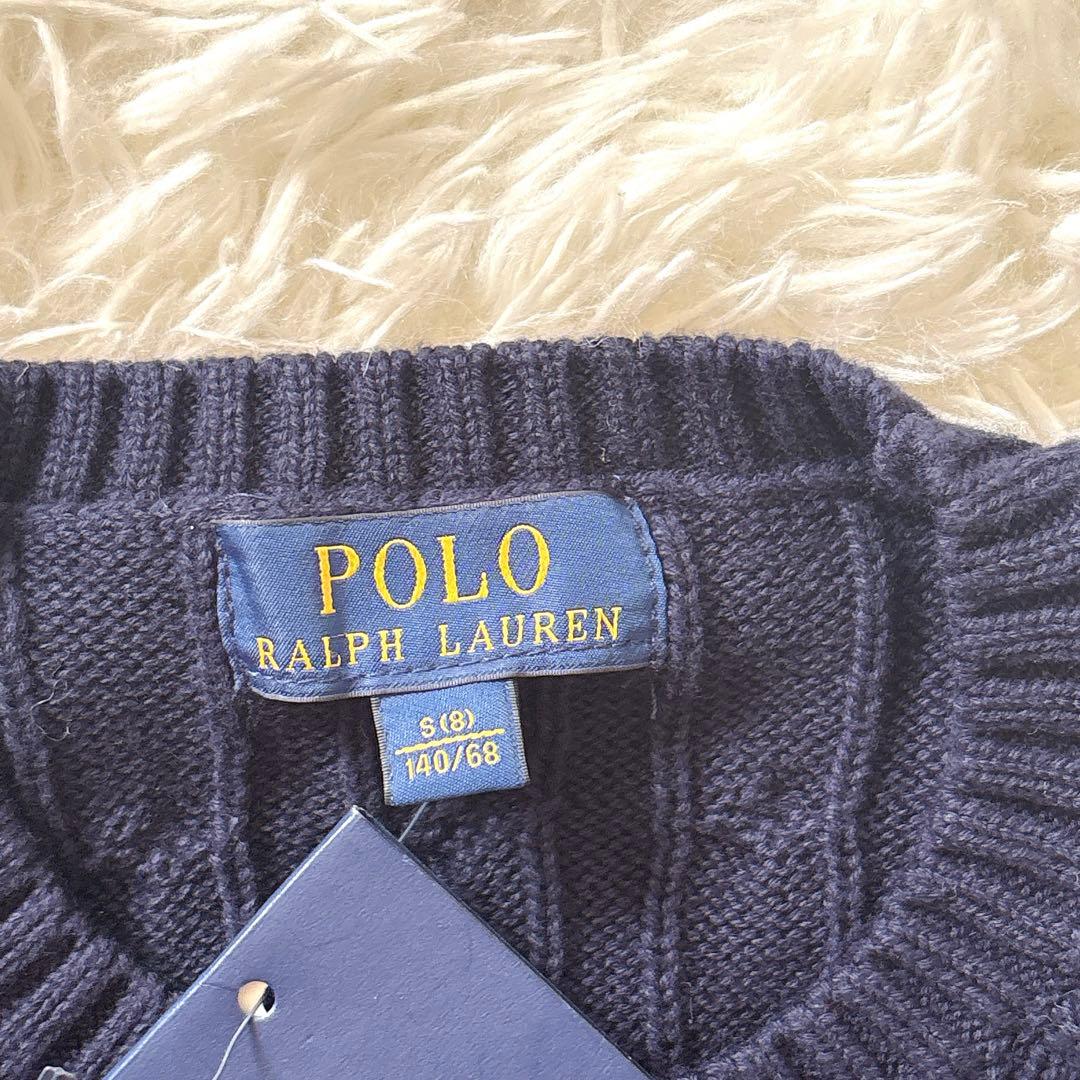 POLO
RALPH LAUREN
S (8)
140/68